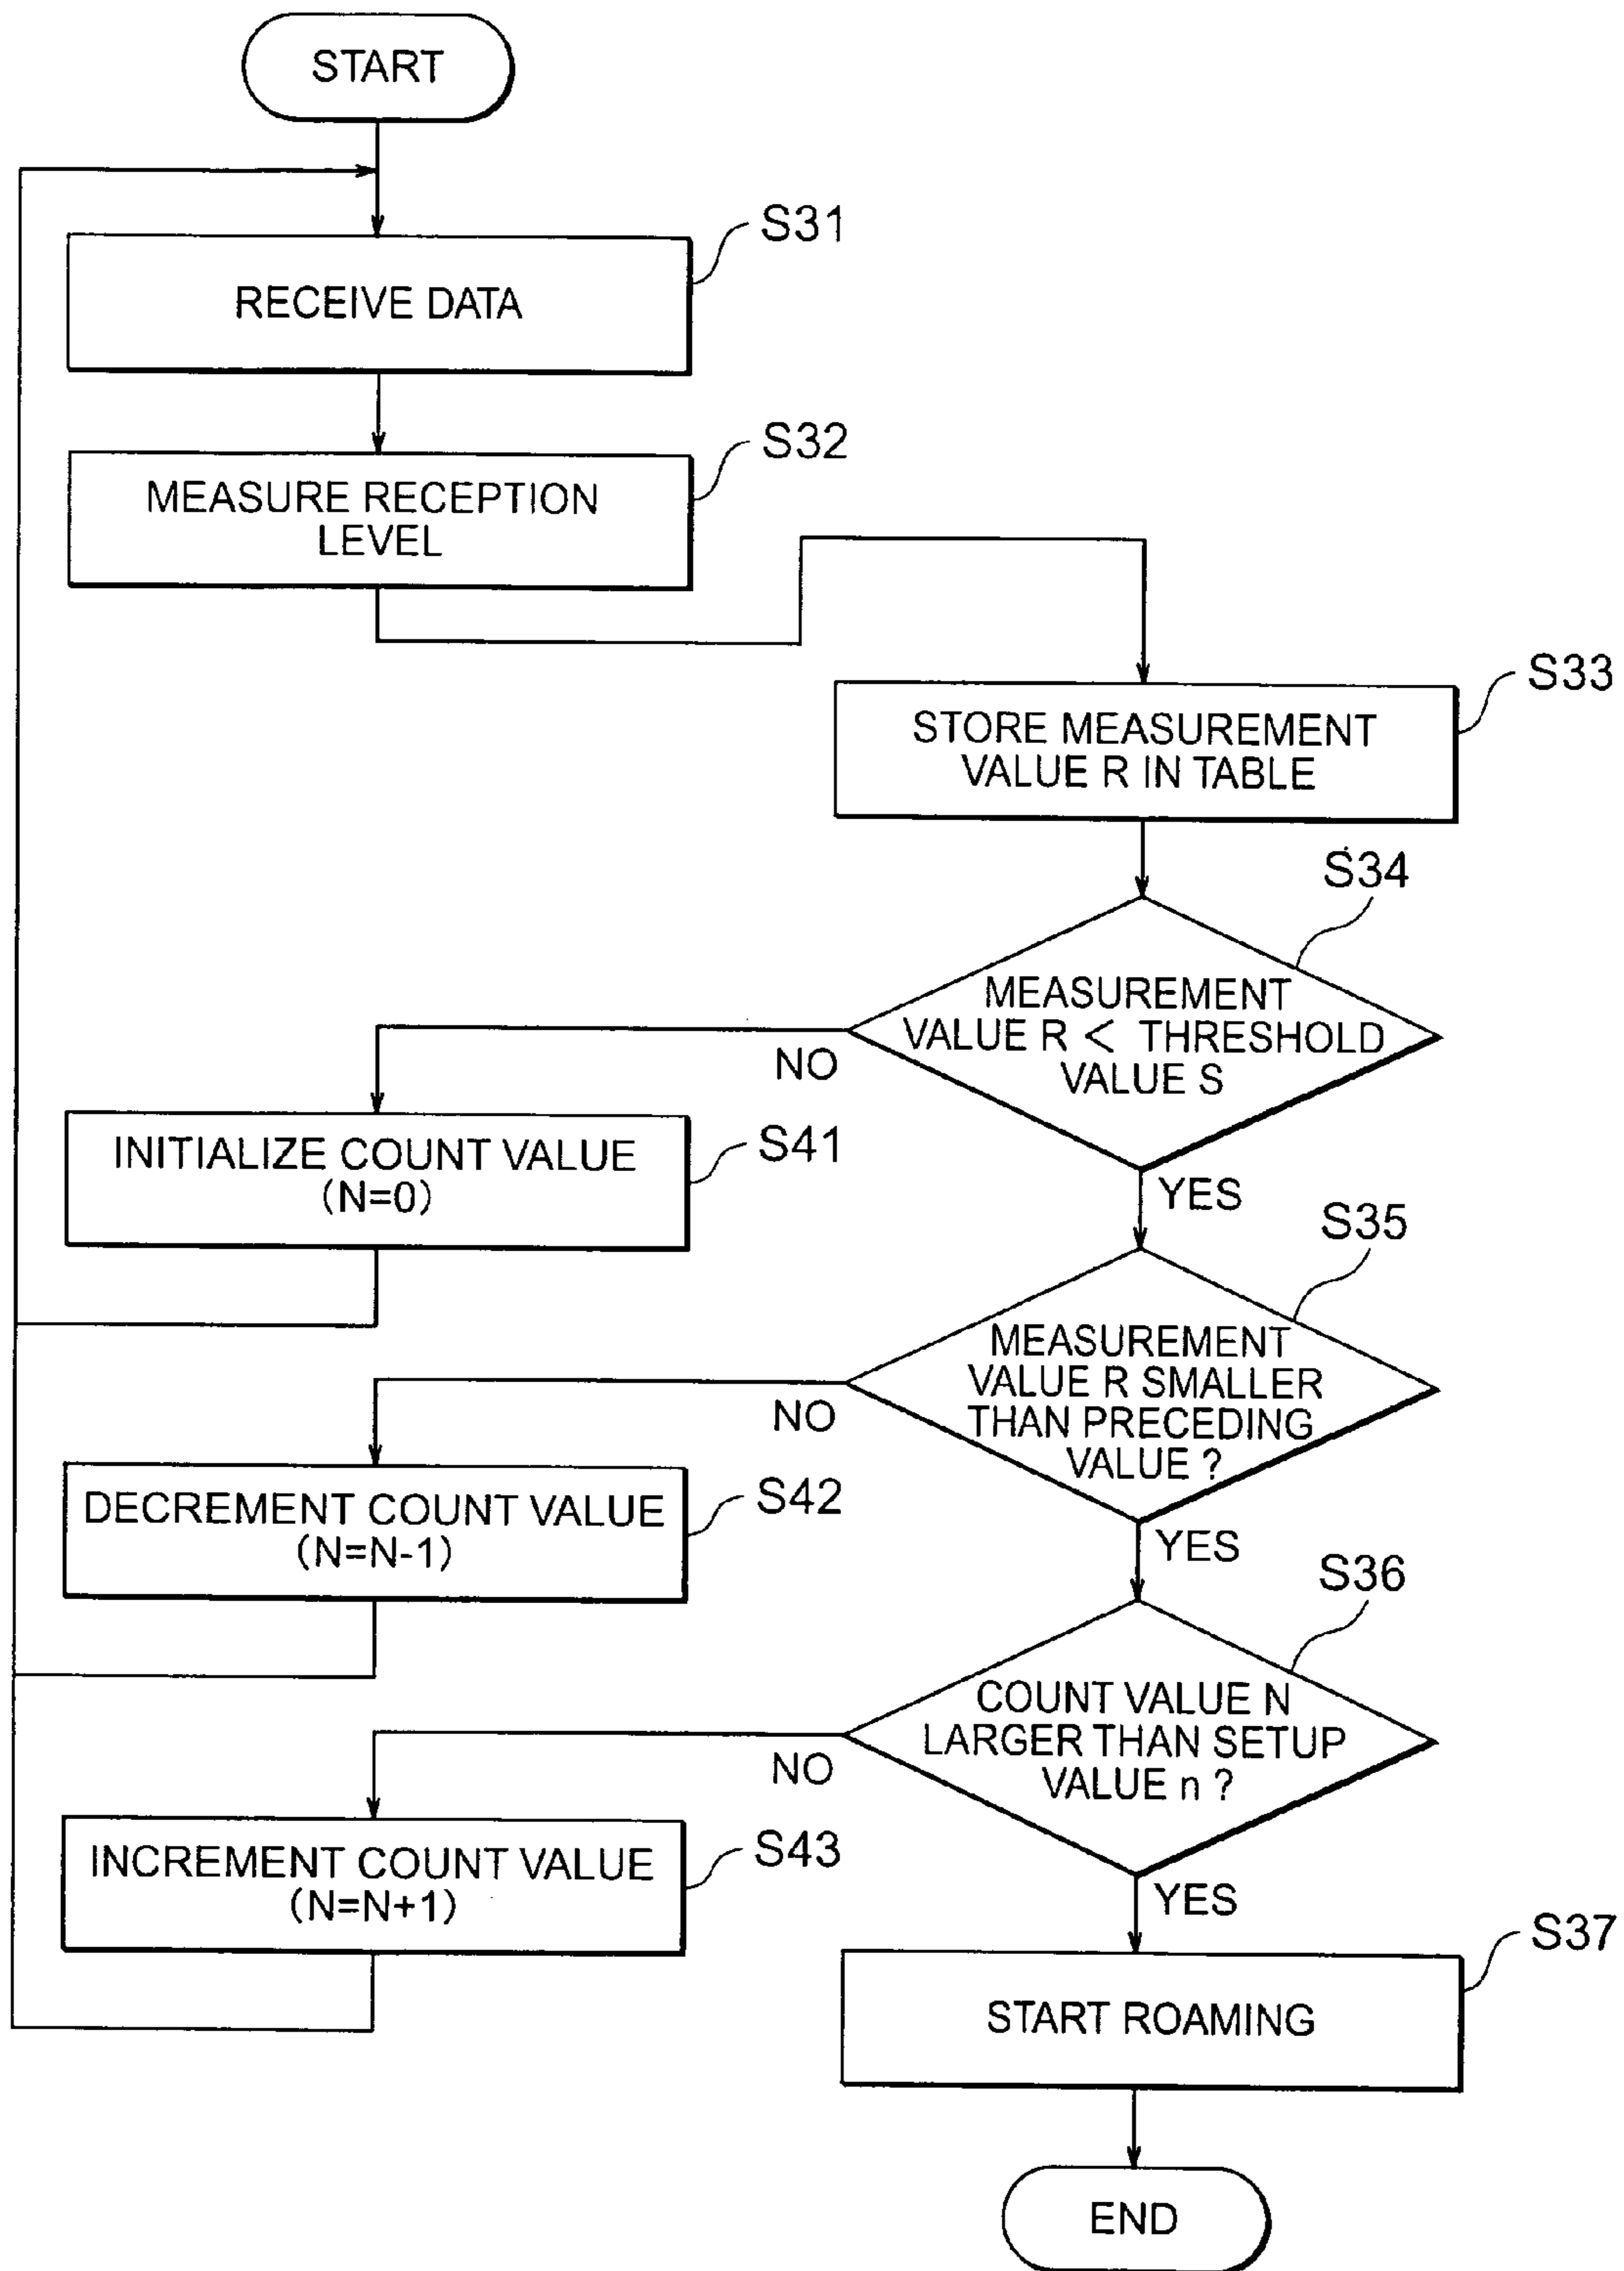 START
S31
RECEIVE DATA
S32
MEASURE RECEPTION
LEVEL
S33
STORE MEASUREMENT
VALUE R IN TABLE
S34
MEASUREMENT
VALUE R < THRESHOLD
VALUE S
NO
YES
S41
INITIALIZE COUNT VALUE
(N=0)
S35
MEASUREMENT
VALUE R SMALLER
THAN PRECEDING
VALUE ?
NO
YES
S42
DECREMENT COUNT VALUE
(N=N-1)
S36
COUNT VALUE N
LARGER THAN SETUP
VALUE n ?
NO
YES
S43
INCREMENT COUNT VALUE
(N=N+1)
S37
START ROAMING
END